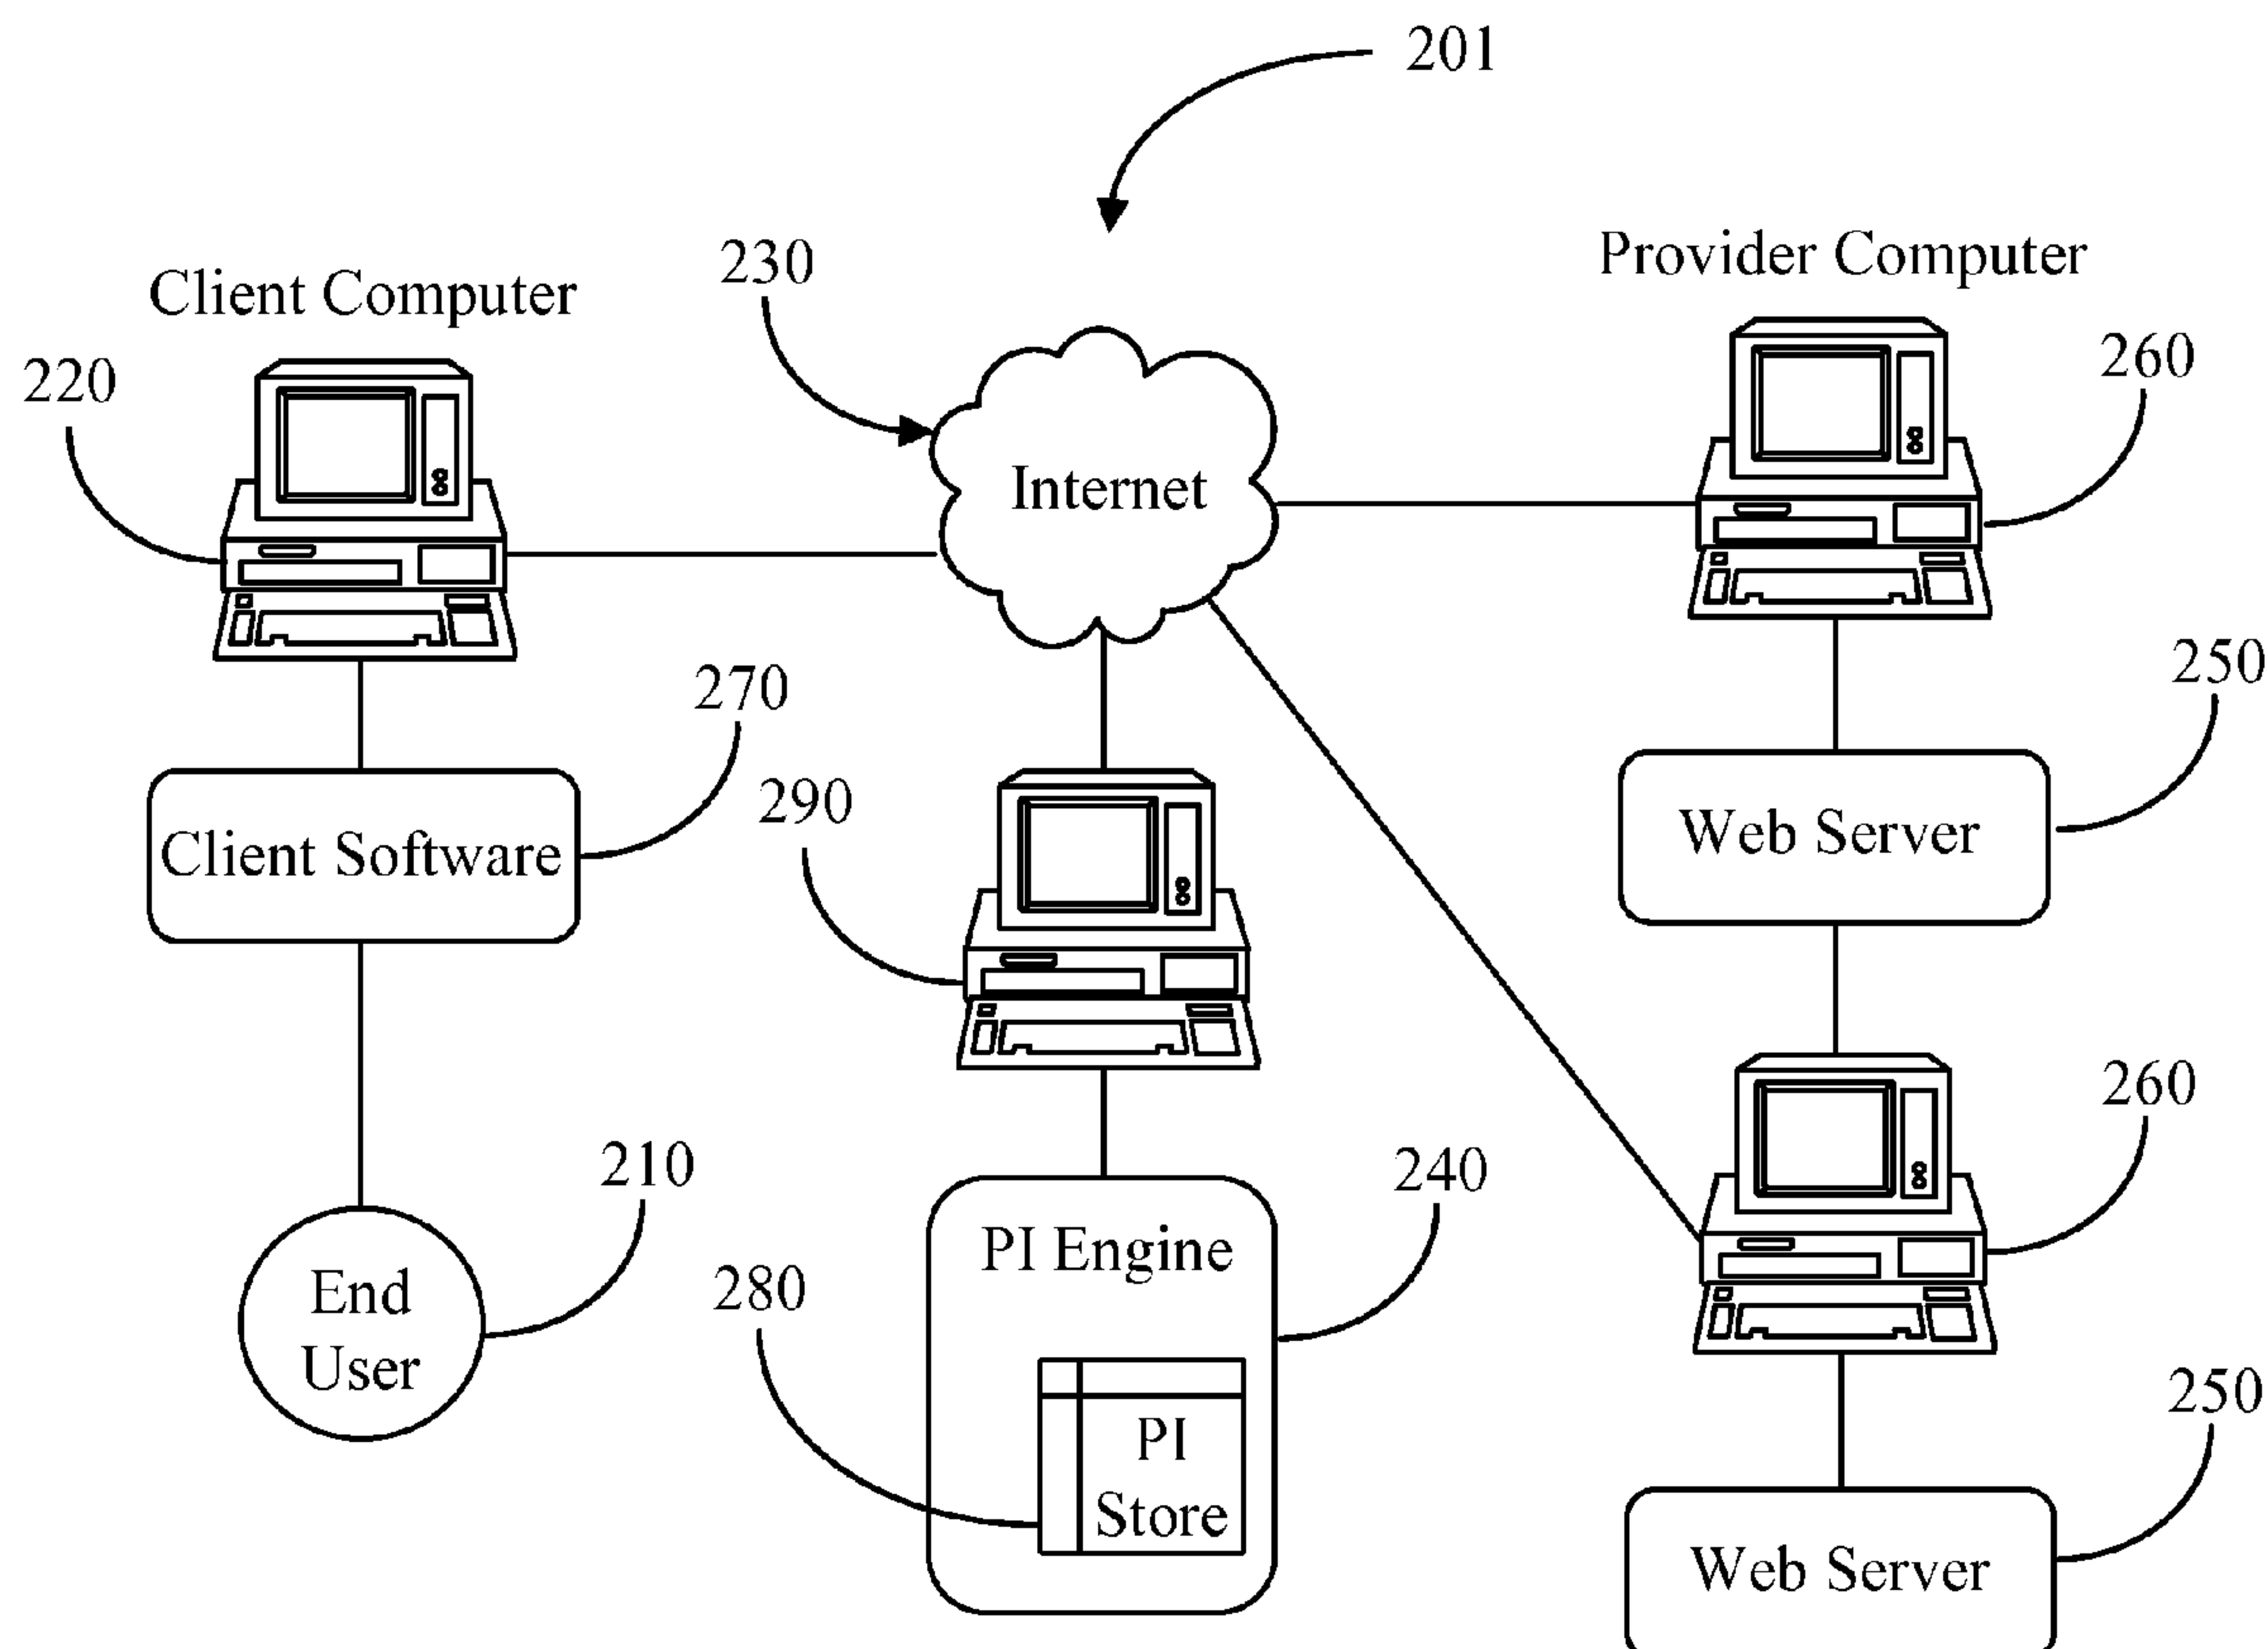 201
230
Provider Computer
Client Computer
260
220
Internet
250
270
290
Web Server
Client Software
260
210
240
PI Engine
280
End
User
250
PI
Store
Web Server